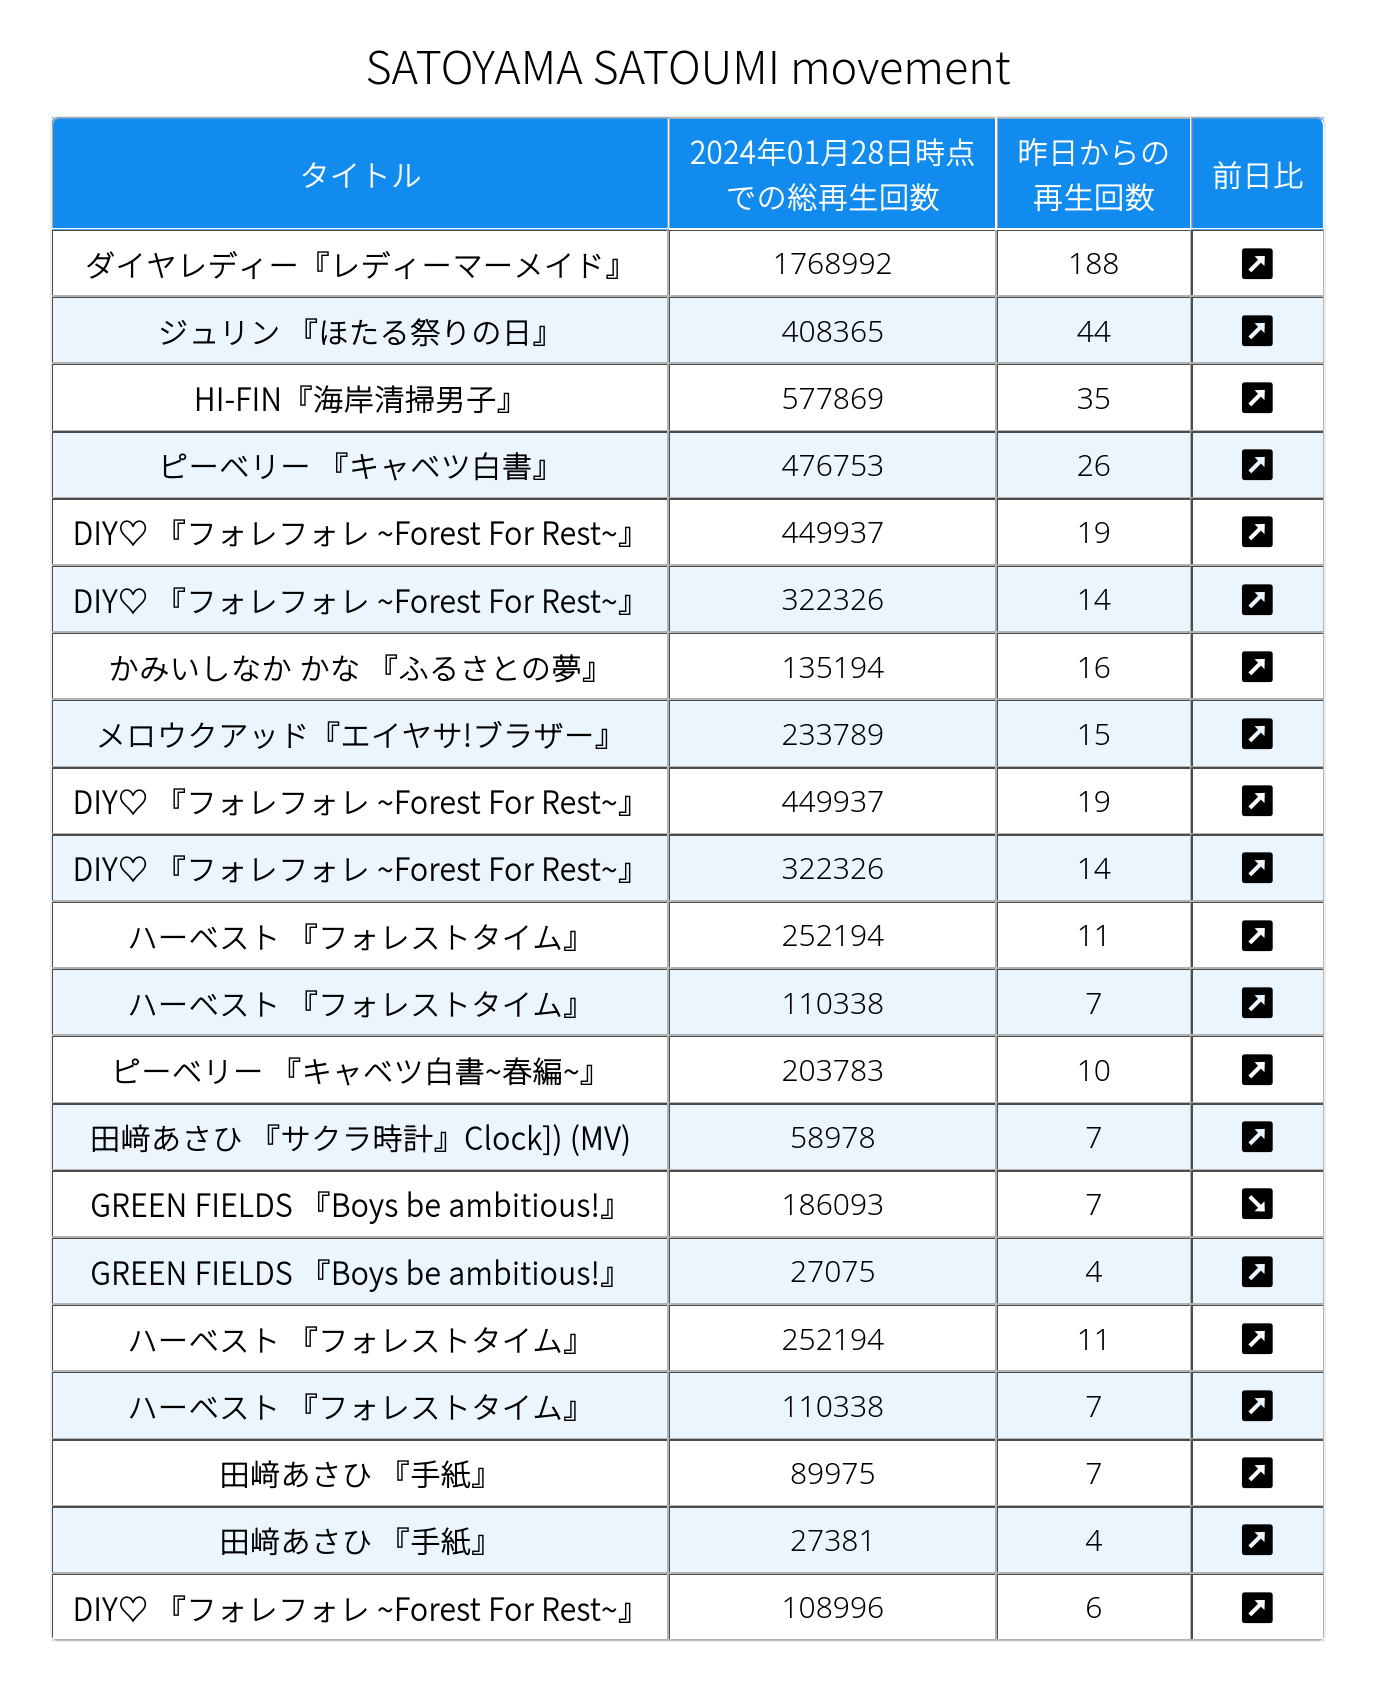 SATOYAMA SATOUMI movement
タイトル 2024年01月28日時点での総再生回数 昨日からの再生回数 前日比
ダイヤレディー『レディーマーメイド』 1768992 188
ジュリン 『ほたる祭りの日』 408365 44
HI-FIN『海岸清掃男子』 577869 35
ピーベリー 『キャベツ白書』 476753 26
DIY♡ 『フォレフォレ ~Forest For Rest~』 449937 19
DIY♡ 『フォレフォレ ~Forest For Rest~』 322326 14
かみいしなか かな 『ふるさとの夢』 135194 16
メロウクアッド『エイヤサ!ブラザー』 233789 15
DIY♡ 『フォレフォレ ~Forest For Rest~』 449937 19
DIY♡ 『フォレフォレ ~Forest For Rest~』 322326 14
ハーベスト 『フォレストタイム』 252194 11
ハーベスト 『フォレストタイム』 110338 7
ピーベリー 『キャベツ白書~春編~』 203783 10
田﨑あさひ 『サクラ時計』Clock]) (MV) 58978 7
GREEN FIELDS 『Boys be ambitious!』 186093 7
GREEN FIELDS 『Boys be ambitious!』 27075 4
ハーベスト 『フォレストタイム』 252194 11
ハーベスト 『フォレストタイム』 110338 7
田﨑あさひ 『手紙』 89975 7
田﨑あさひ 『手紙』 27381 4
DIY♡ 『フォレフォレ ~Forest For Rest~』 108996 6